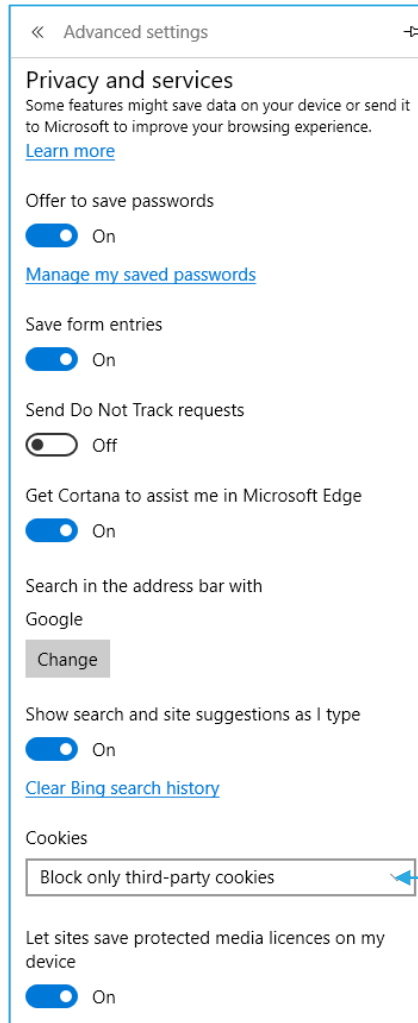 « Advanced settings
Privacy and services
Some features might save data on your device or send it
to Microsoft to improve your browsing experience.
Learn more
Offer to save passwords
On
Manage my saved passwords
Save form entries
On
Send Do Not Track requests
Off
Get Cortana to assist me in Microsoft Edge
On
Search in the address bar with
Google
Change
Show search and site suggestions as I type
On
Clear Bing search history
Cookies
Block only third-party cookies
Let sites save protected media licences on my
device
On